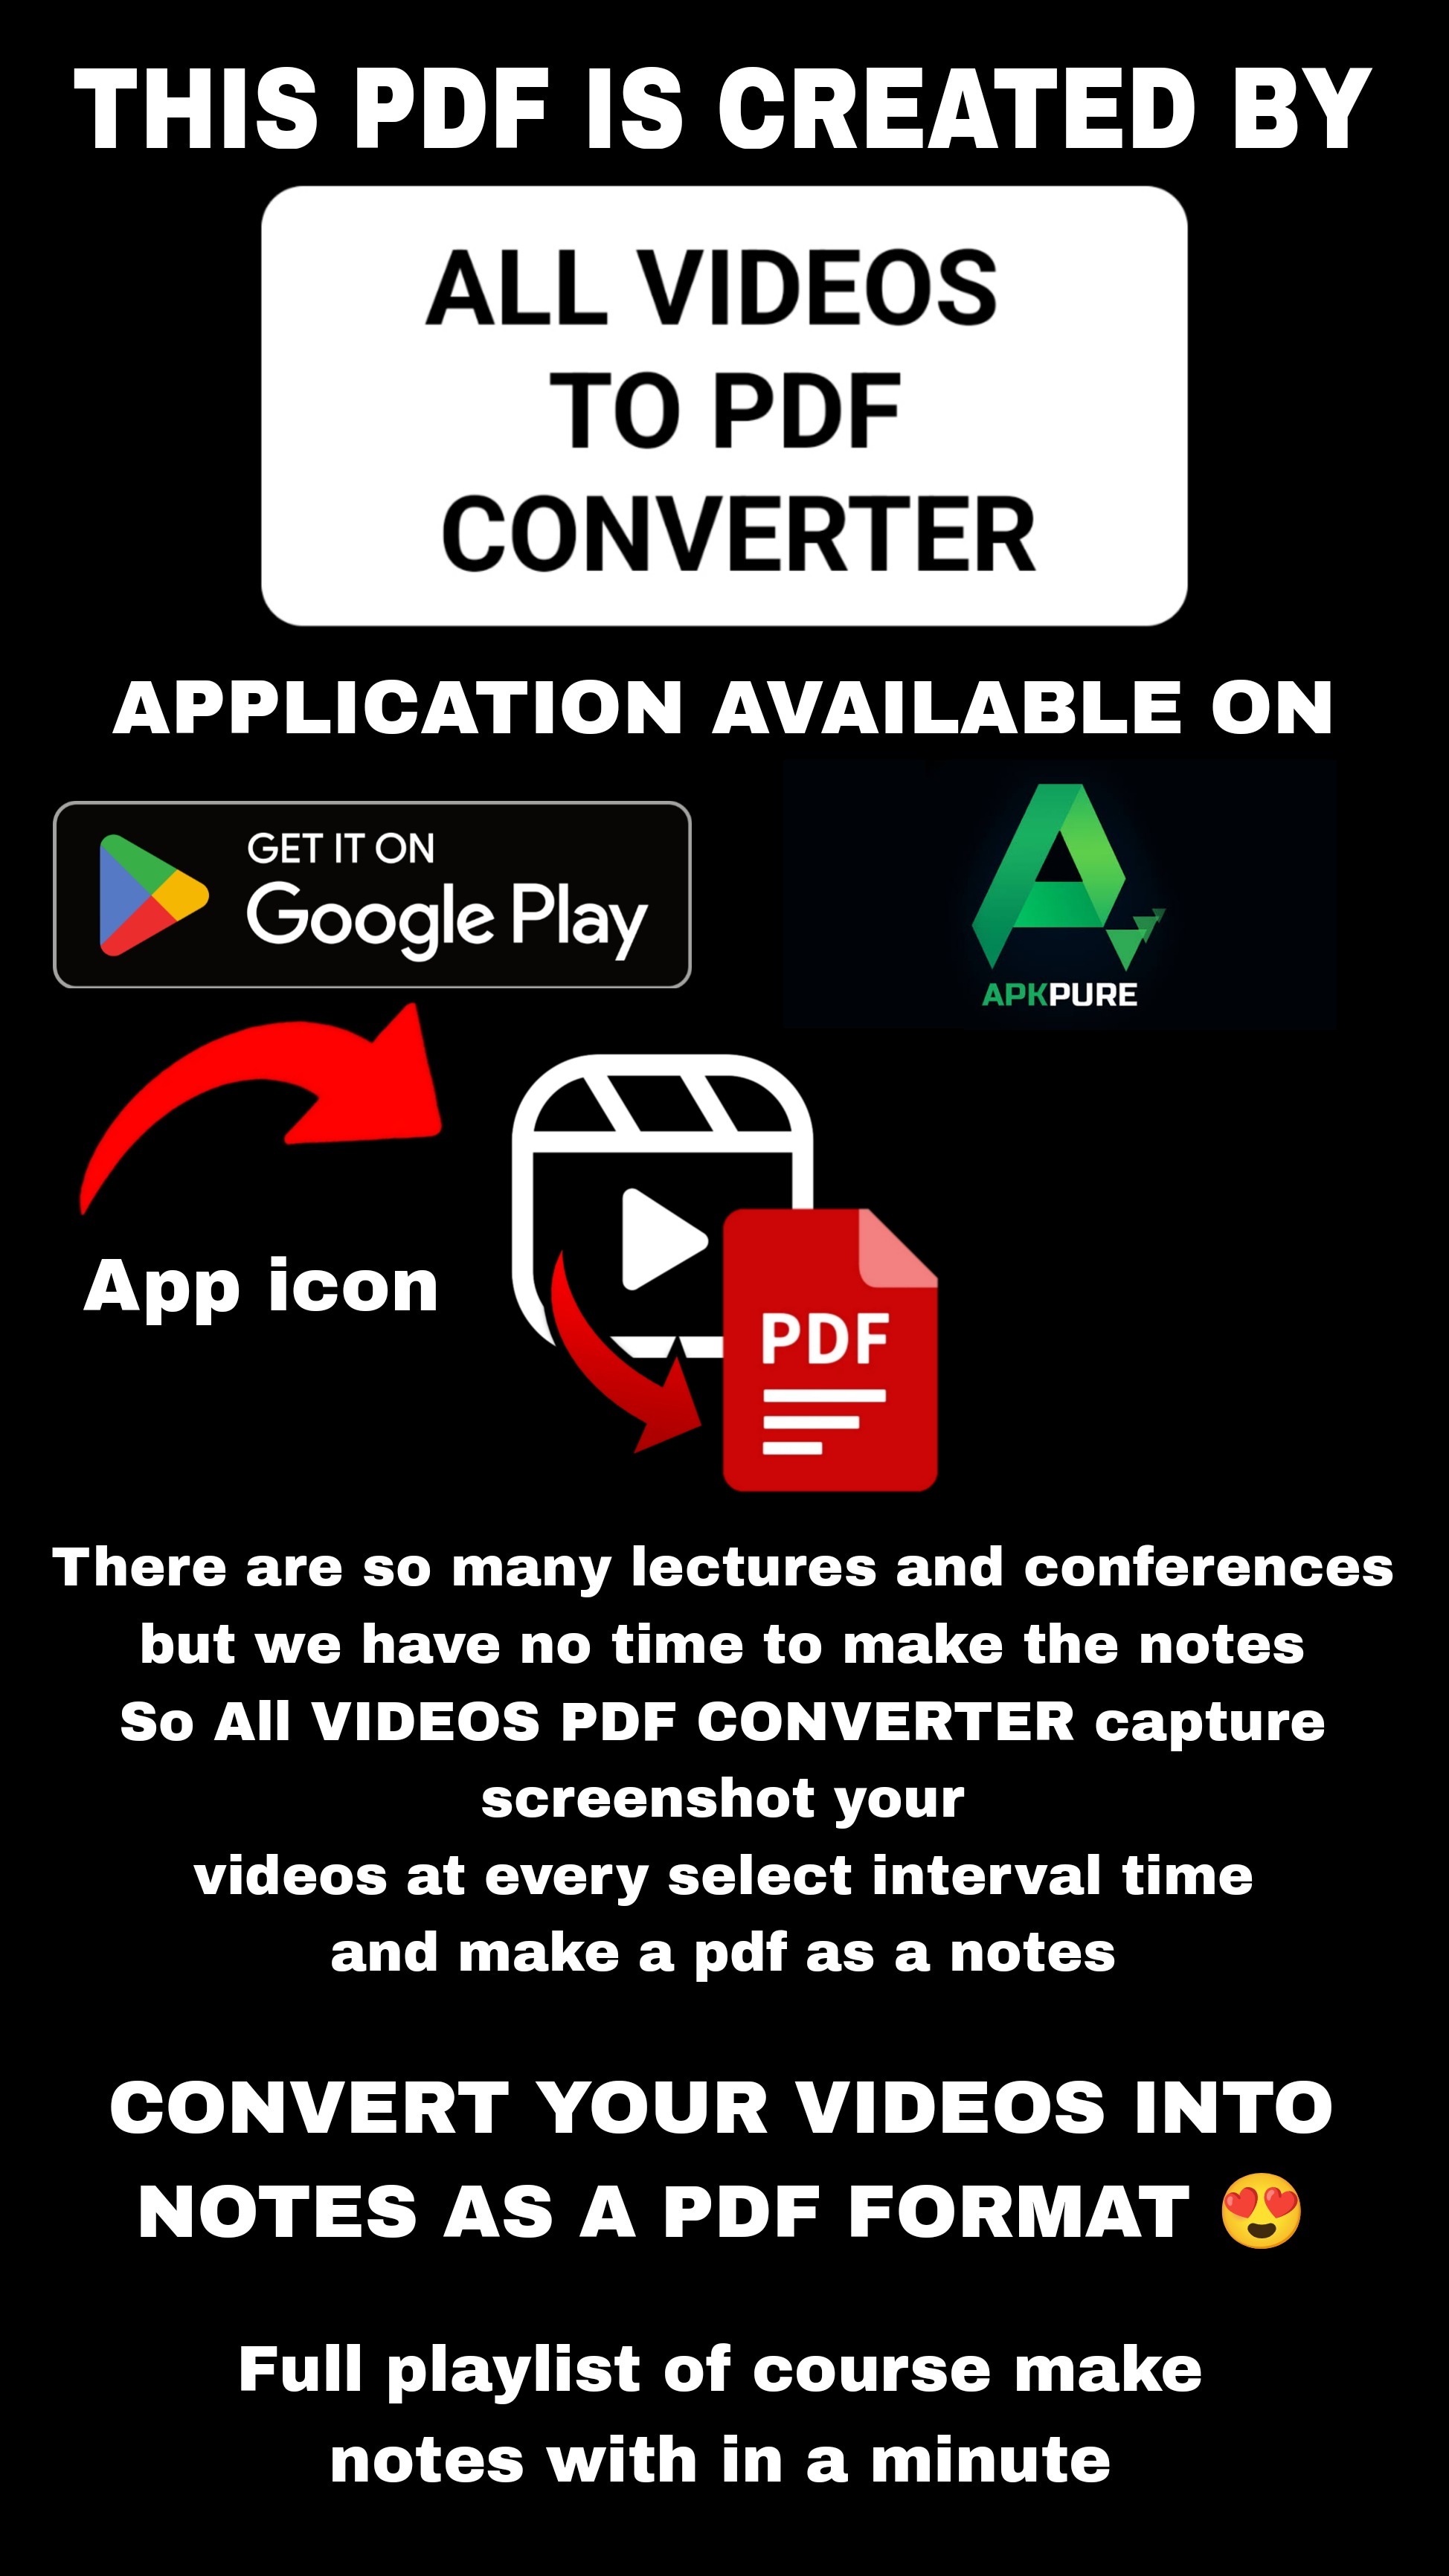 THIS PDF IS CREATED BY
ALL VIDEOS
TO PDF
CONVERTER
APPLICATION AVAILABLE ON
GET IT ON
Google Play
APKPURE
App icon
PDF
There are so many lectures and conferences
but we have no time to make the notes
So All VIDEOS PDF CONVERTER capture
screenshot your
videos at every select interval time
and make a pdf as a notes
CONVERT YOUR VIDEOS INTO
NOTES AS A PDF FORMAT 😍
Full playlist of course make
notes with in a minute